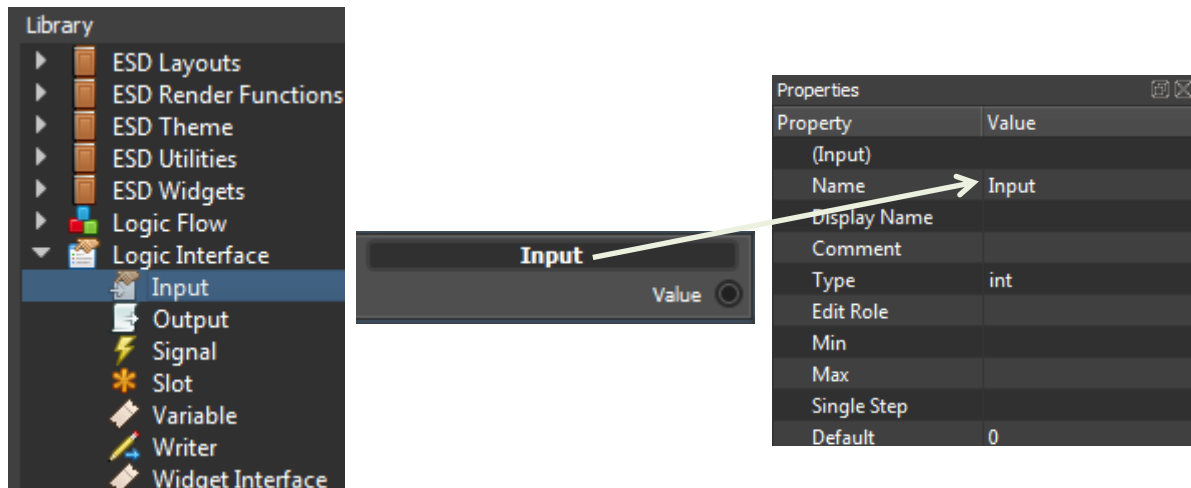 Library
ESD Layouts
ESD Render Functions
ESD Theme
ESD Utilities
ESD Widgets
Logic Flow
Logic Interface
Input
Output
Signal
Slot
Variable
Writer
Widget Interface
Input
Value
Properties
Property Value
(Input)
Name Input
Display Name
Comment
Type int
Edit Role
Min
Max
Single Step
Default 0